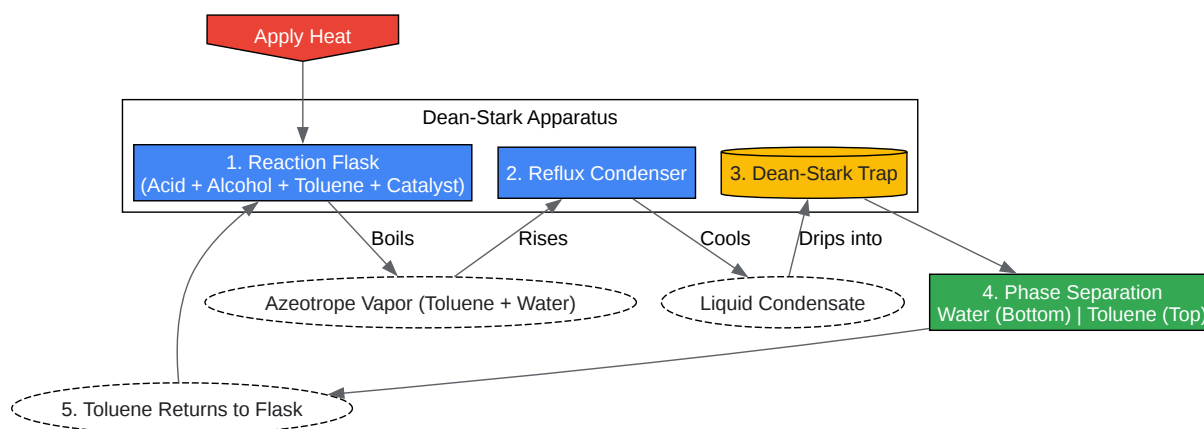 Apply Heat
Dean-Stark Apparatus
1. Reaction Flask
(Acid + Alcohol + Toluene + Catalyst)
2. Reflux Condenser
3. Dean-Stark Trap
Boils
Rises
Cools
Drips into
Azeotrope Vapor (Toluene + Water)
Liquid Condensate
4. Phase Separation
Water (Bottom) | Toluene (Top)
5. Toluene Returns to Flask